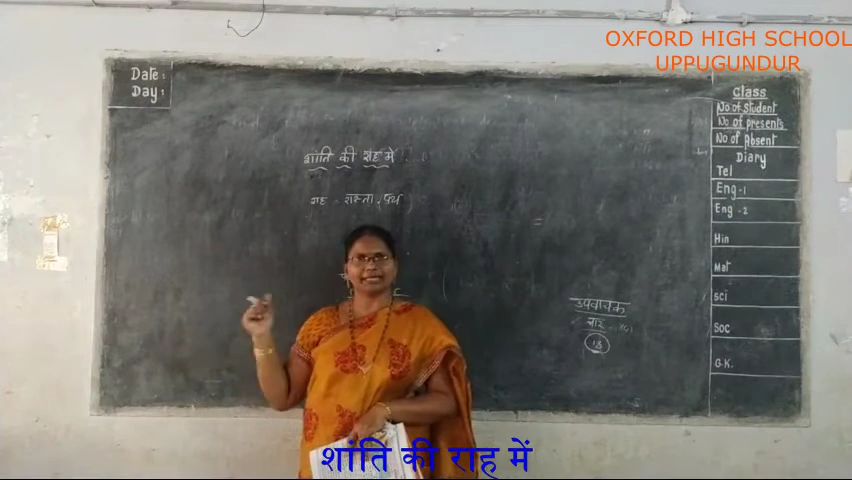 OXFORD HIGH SCHOOL
UPPUGUNDUR
Date:
Day:
Class
No of student
No of presents
No of Absent
Diary
Tel
Eng-1
Eng-2
Hin
Mat
Sci
Soc
G.K.
शांति की राह में
राह - रास्ता, पथ
उपवाचक
चार
शांति की राह में